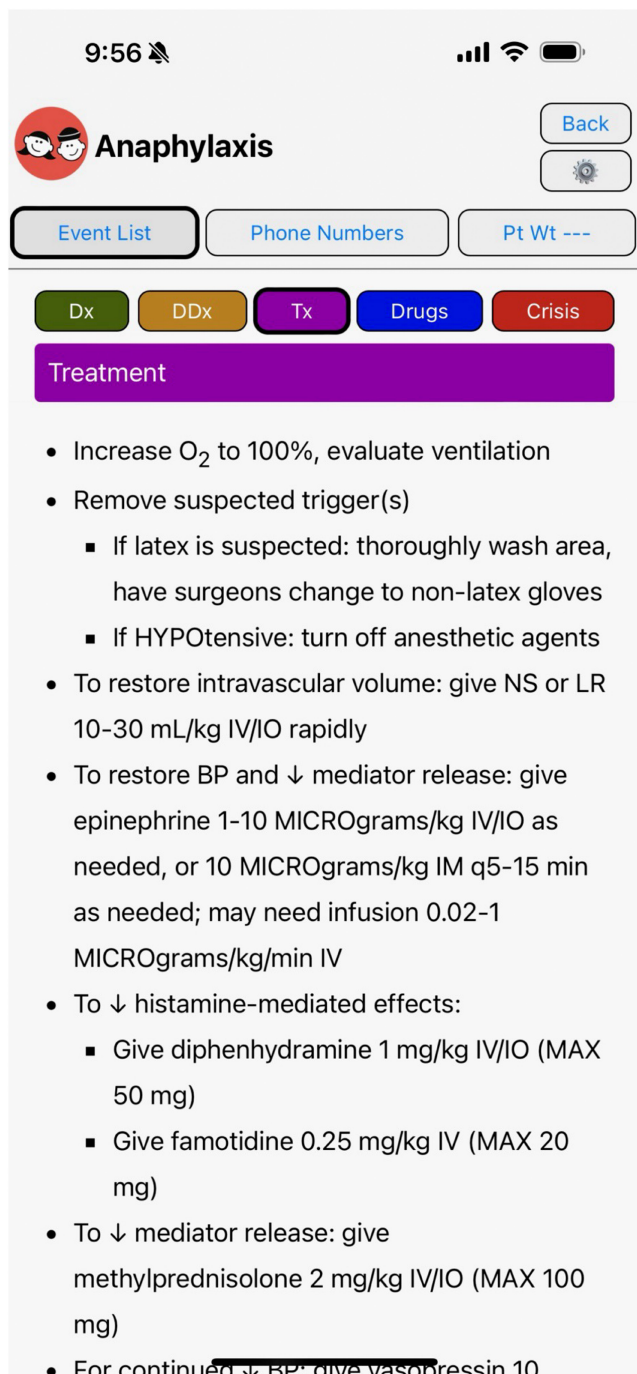 9:56
Anaphylaxis
Back
Event List
Phone Numbers
Pt Wt ---
Dx
DDx
Tx
Drugs
Crisis
Treatment
• Increase O₂ to 100%, evaluate ventilation
• Remove suspected trigger(s)
▪ If latex is suspected: thoroughly wash area,
have surgeons change to non-latex gloves
▪ If HYPOtensive: turn off anesthetic agents
• To restore intravascular volume: give NS or LR
10-30 mL/kg IV/IO rapidly
• To restore BP and ↓ mediator release: give
epinephrine 1-10 MICROgrams/kg IV/IO as
needed, or 10 MICROgrams/kg IM q5-15 min
as needed; may need infusion 0.02-1
MICROgrams/kg/min IV
• To ↓ histamine-mediated effects:
▪ Give diphenhydramine 1 mg/kg IV/IO (MAX
50 mg)
▪ Give famotidine 0.25 mg/kg IV (MAX 20
mg)
• To ↓ mediator release: give
methylprednisolone 2 mg/kg IV/IO (MAX 100
mg)
• For continued ↓ BP: give vasopressin 10